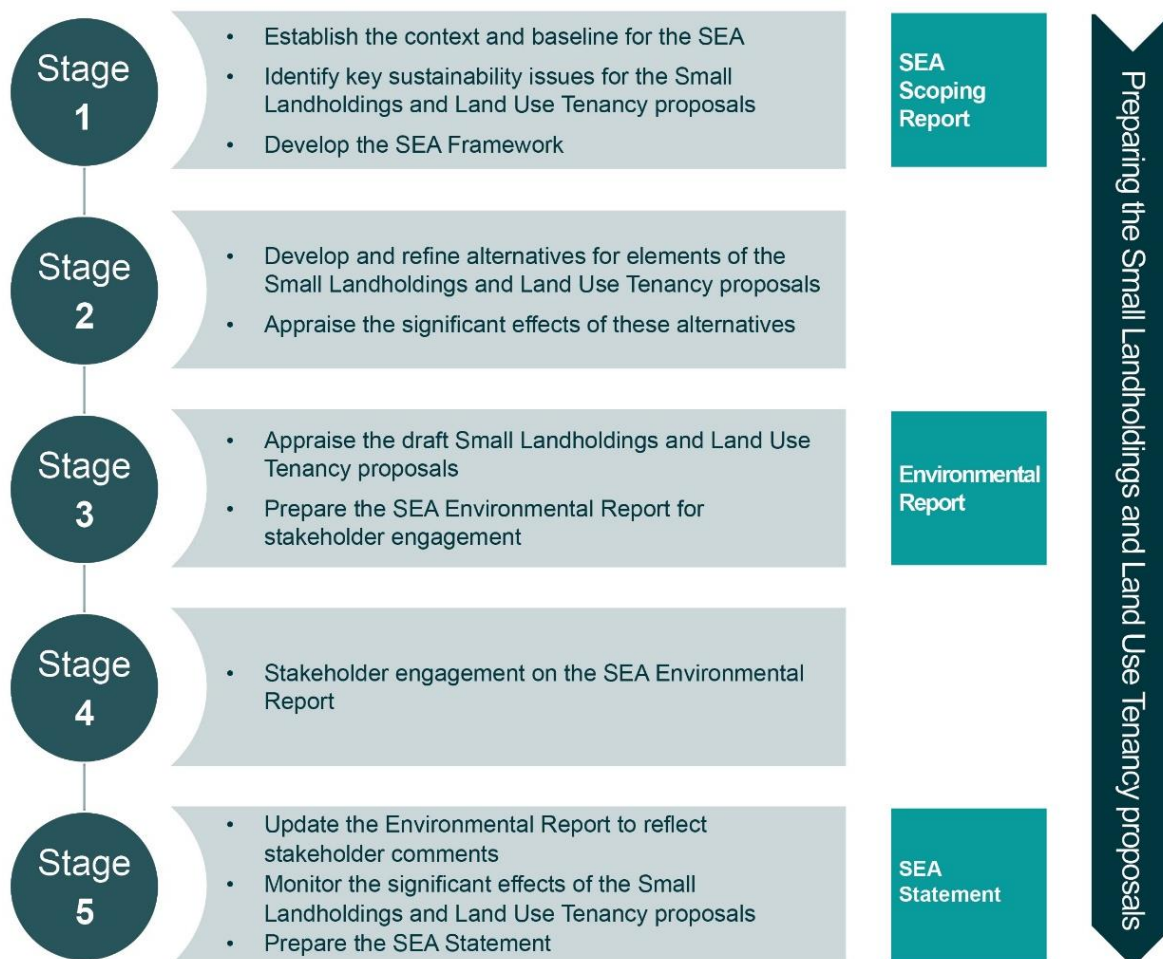 Stage
1
• Establish the context and baseline for the SEA
• Identify key sustainability issues for the Small
Landholdings and Land Use Tenancy proposals
• Develop the SEA Framework
SEA
Scoping
Report
Stage
2
• Develop and refine alternatives for elements of the
Small Landholdings and Land Use Tenancy proposals
• Appraise the significant effects of these alternatives
Stage
3
• Appraise the draft Small Landholdings and Land Use
Tenancy proposals
• Prepare the SEA Environmental Report for
stakeholder engagement
Environmental
Report
Stage
4
• Stakeholder engagement on the SEA Environmental
Report
Stage
5
• Update the Environmental Report to reflect
stakeholder comments
• Monitor the significant effects of the Small
Landholdings and Land Use Tenancy proposals
• Prepare the SEA Statement
SEA
Statement
Preparing the Small Landholdings and Land Use Tenancy proposals